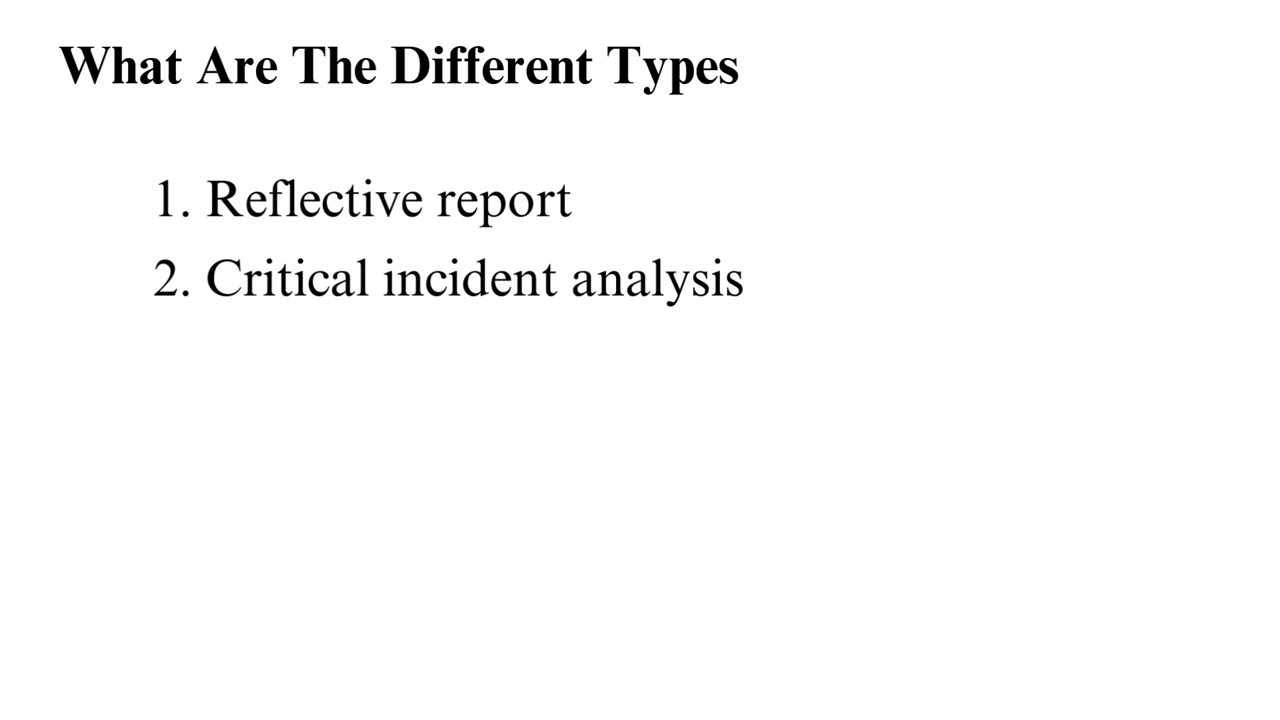 What Are The Different Types
1. Reflective report
2. Critical incident analysis